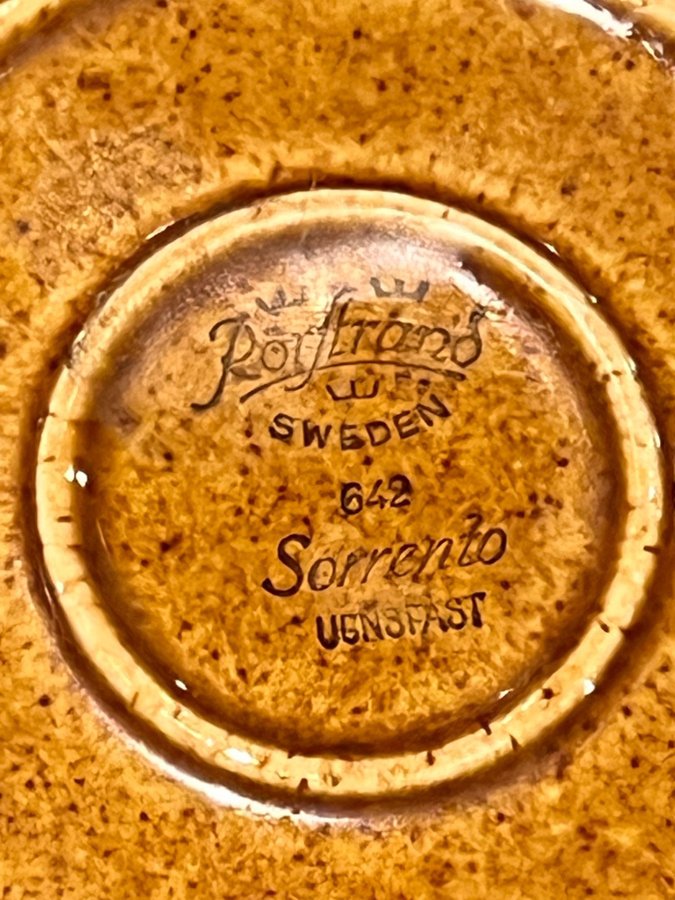 Rörstrand
SWEDEN
642
Sorrento
UGNSFAST